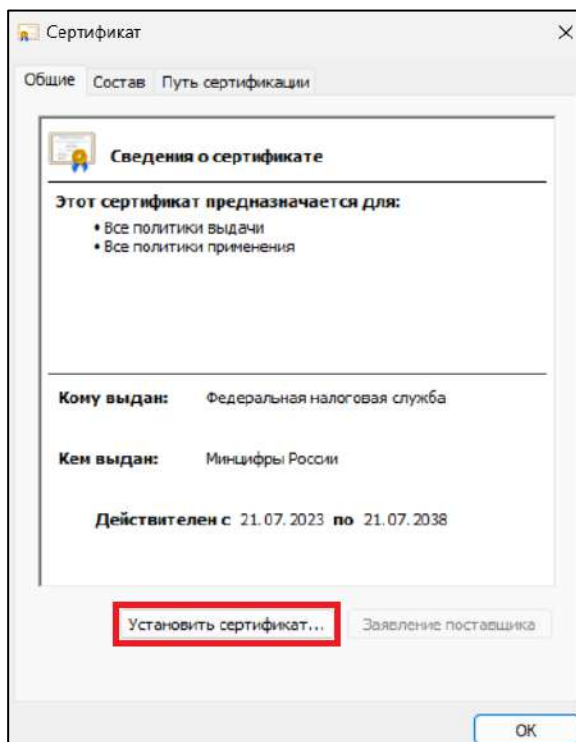 Сертификат
Общие Состав Путь сертификации
Сведения о сертификате
Этот сертификат предназначается для:
• Все политики выдачи
• Все политики применения
Кому выдан: Федеральная налоговая служба
Кем выдан: Минцифры России
Действителен с 21.07.2023 по 21.07.2038
Установить сертификат... Заявление поставщика
ОК